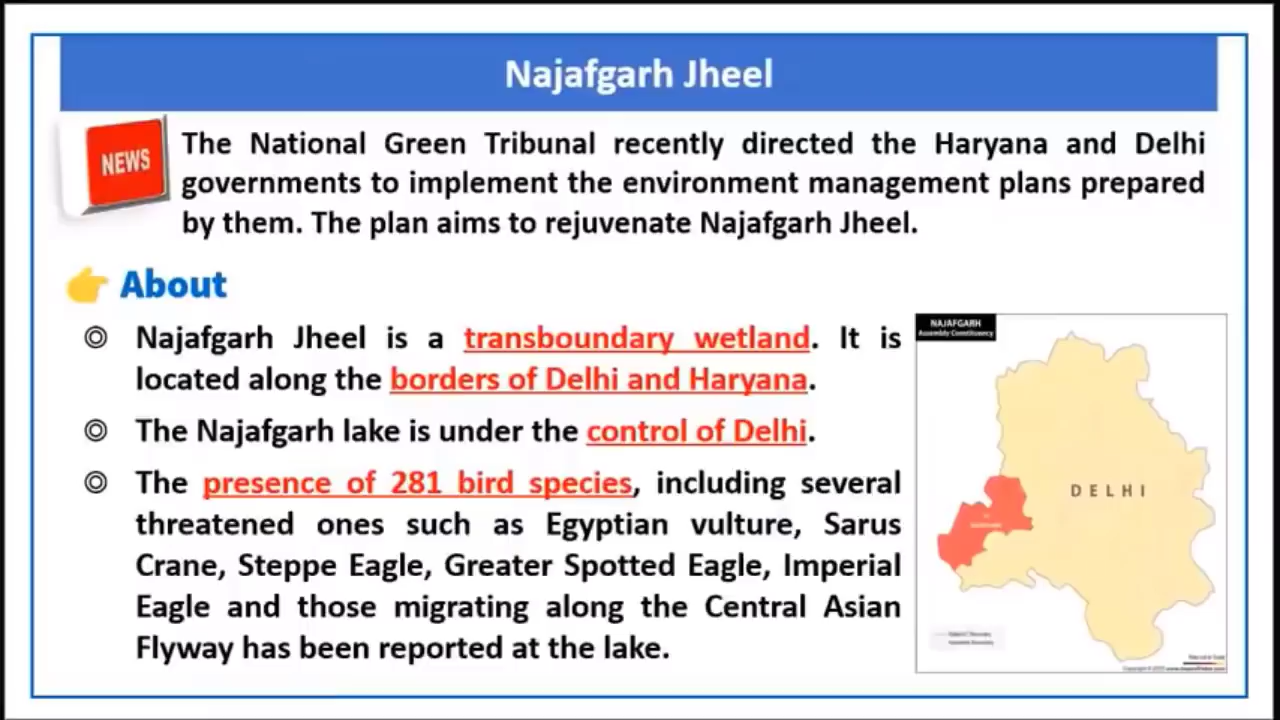 Najafgarh Jheel
NEWS
The National Green Tribunal recently directed the Haryana and Delhi
governments to implement the environment management plans prepared
by them. The plan aims to rejuvenate Najafgarh Jheel.
About
Najafgarh Jheel is a transboundary wetland. It is
located along the borders of Delhi and Haryana.
The Najafgarh lake is under the control of Delhi.
The presence of 281 bird species, including several
threatened ones such as Egyptian vulture, Sarus
Crane, Steppe Eagle, Greater Spotted Eagle, Imperial
Eagle and those migrating along the Central Asian
Flyway has been reported at the lake.
NAJAFGARH
Assembly Constituency
DELHI